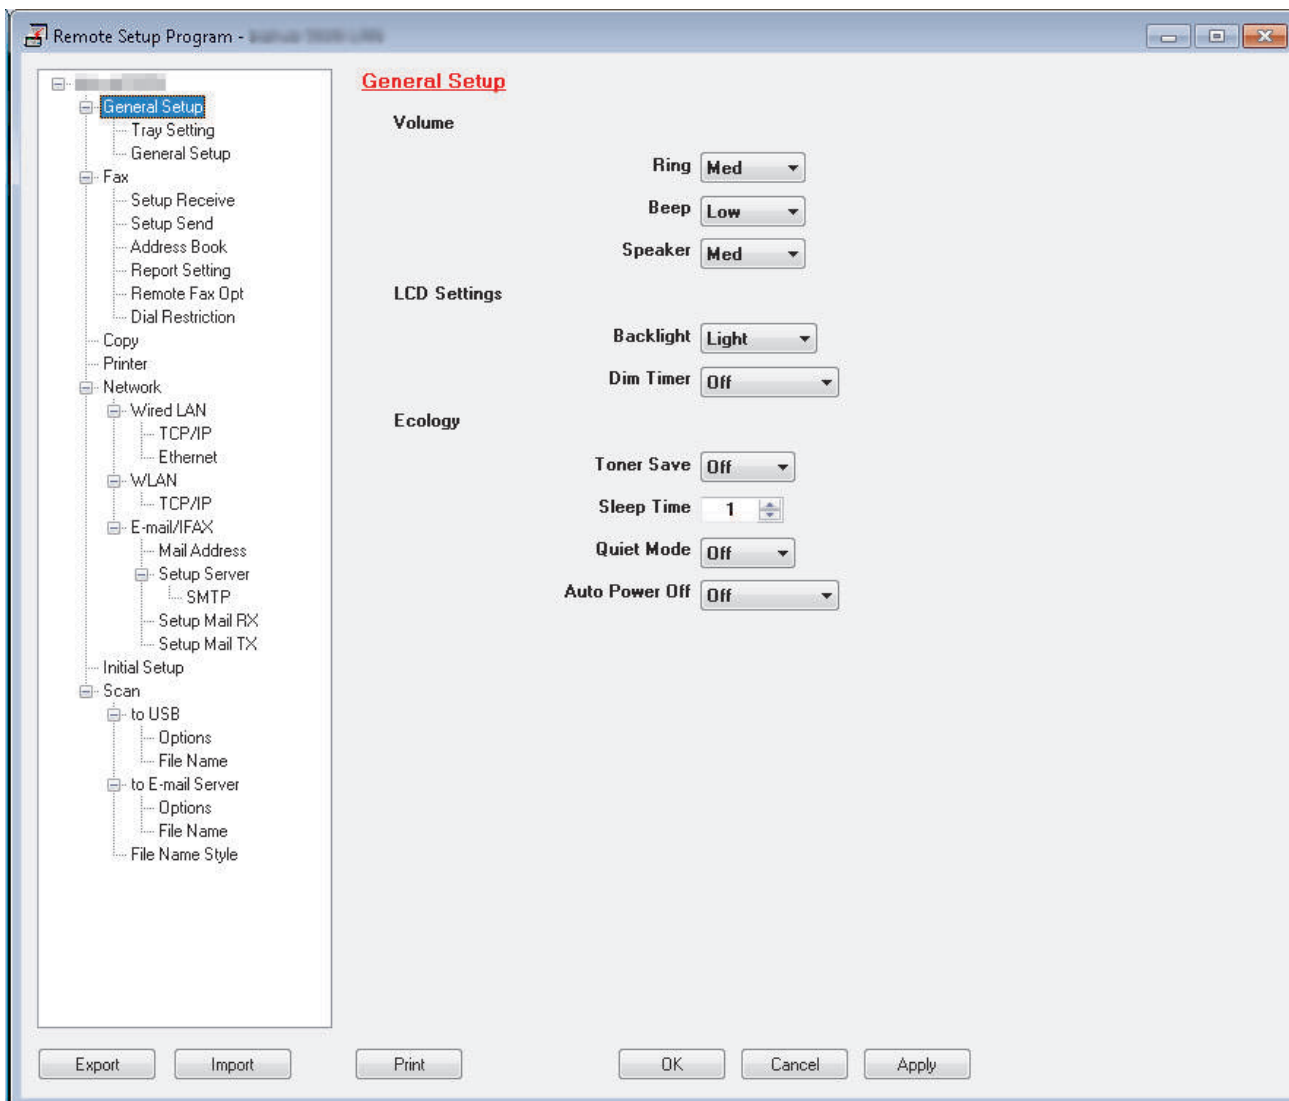 Remote Setup Program -
General Setup
Tray Setting
General Setup
Fax
Setup Receive
Setup Send
Address Book
Report Setting
Remote Fax Opt
Dial Restriction
Copy
Printer
Network
Wired LAN
TCP/IP
Ethernet
WLAN
TCP/IP
E-mail/IFAX
Mail Address
Setup Server
SMTP
Setup Mail RX
Setup Mail TX
Initial Setup
Scan
to USB
Options
File Name
to E-mail Server
Options
File Name
File Name Style
General Setup
Volume
Ring Med
Beep Low
Speaker Med
LCD Settings
Backlight Light
Dim Timer Off
Ecology
Toner Save Off
Sleep Time 1
Quiet Mode Off
Auto Power Off Off
Export Import Print OK Cancel Apply